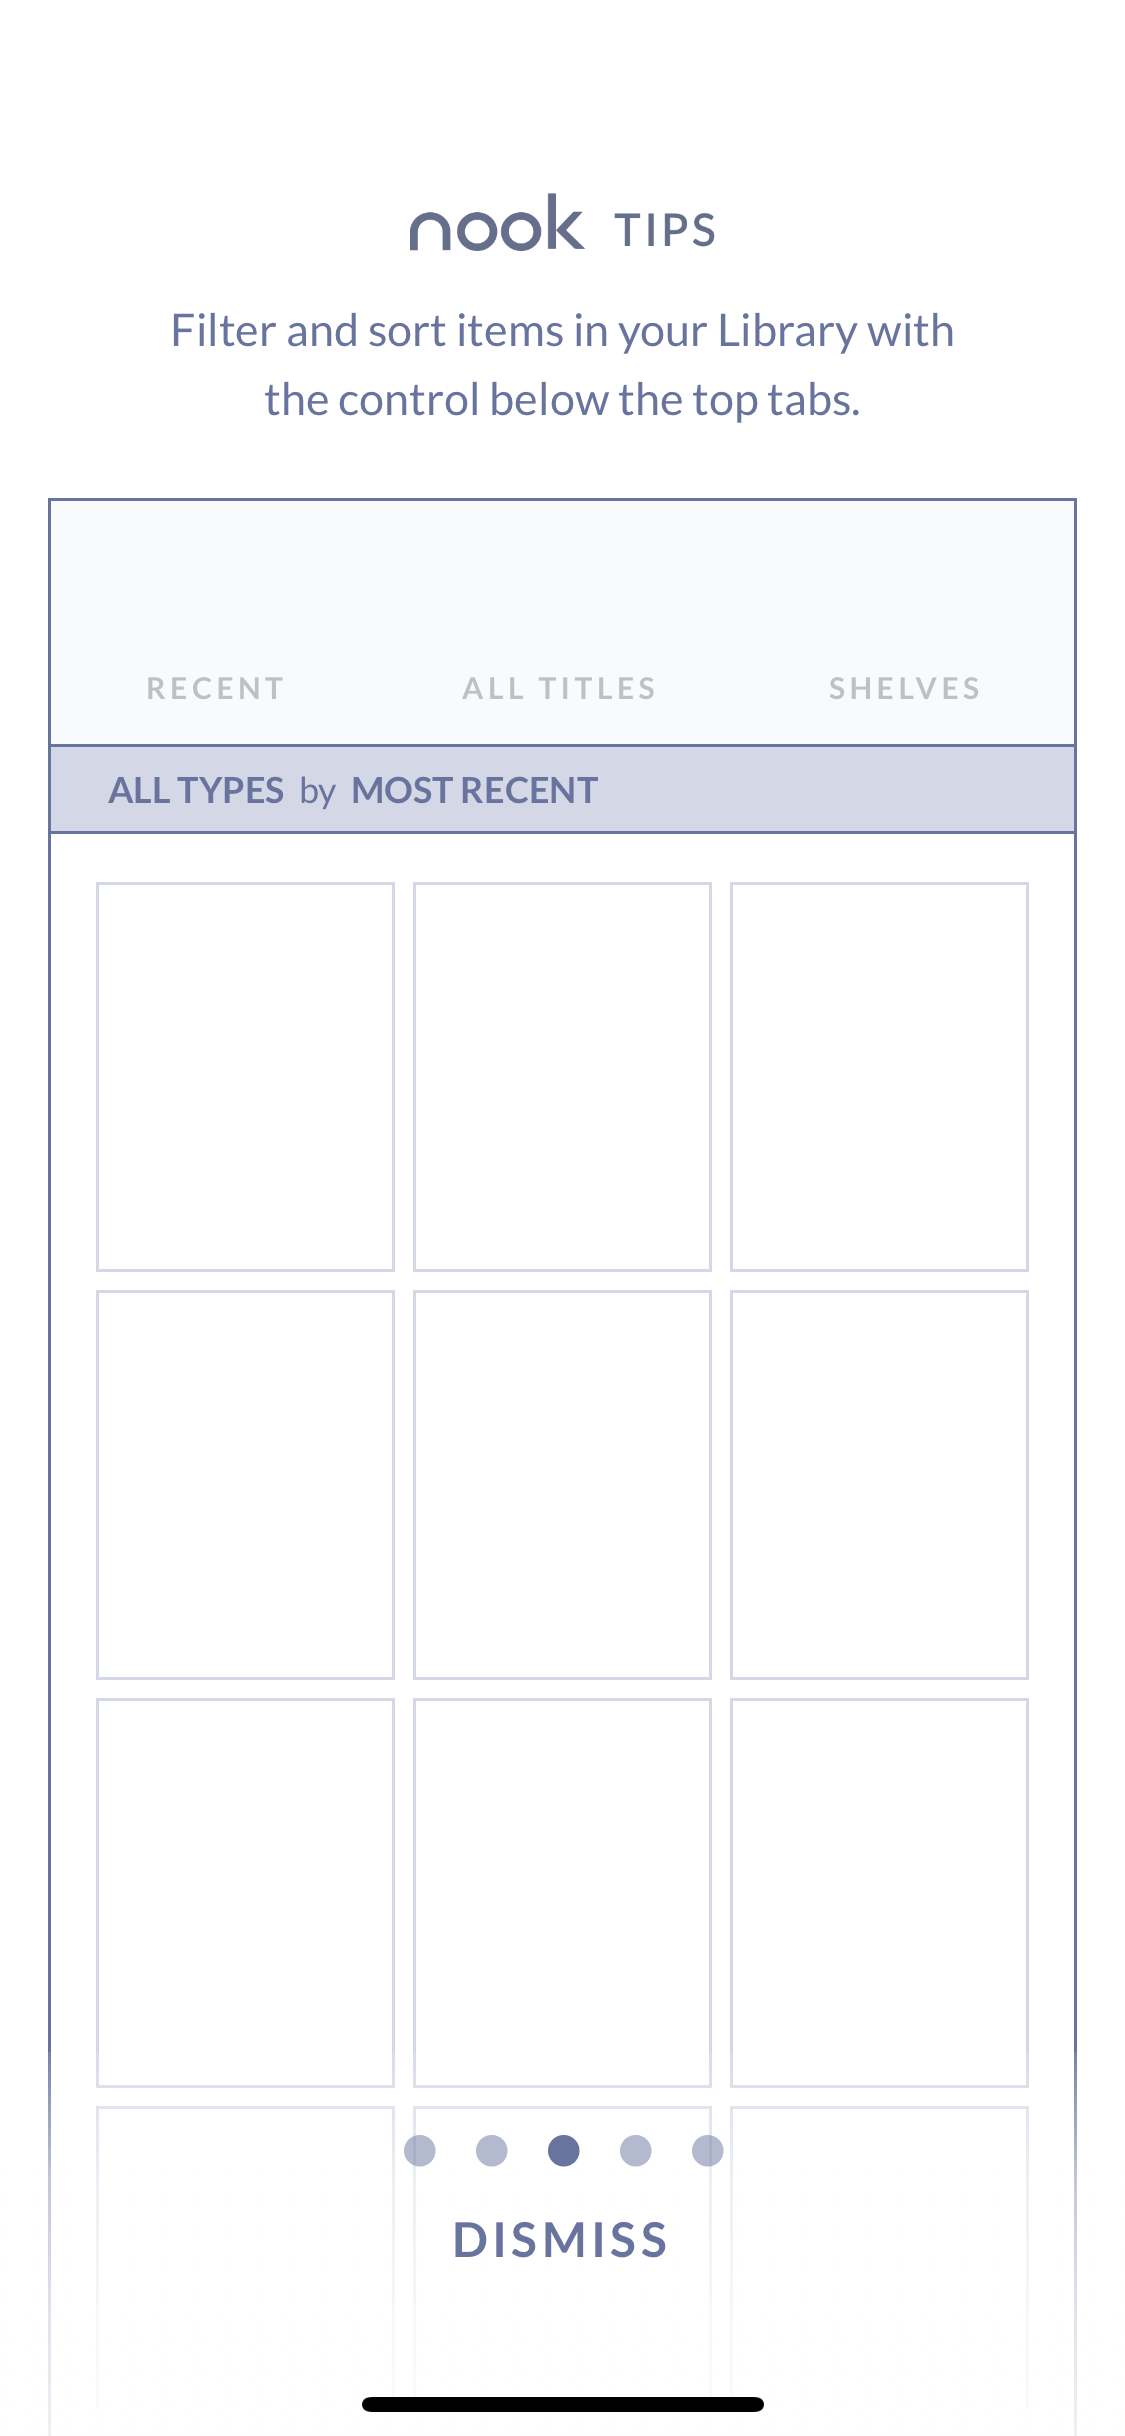 nook TIPS
Filter and sort items in your Library with
the control below the top tabs.
RECENT ALL TITLES SHELVES
ALL TYPES by MOST RECENT
DISMISS